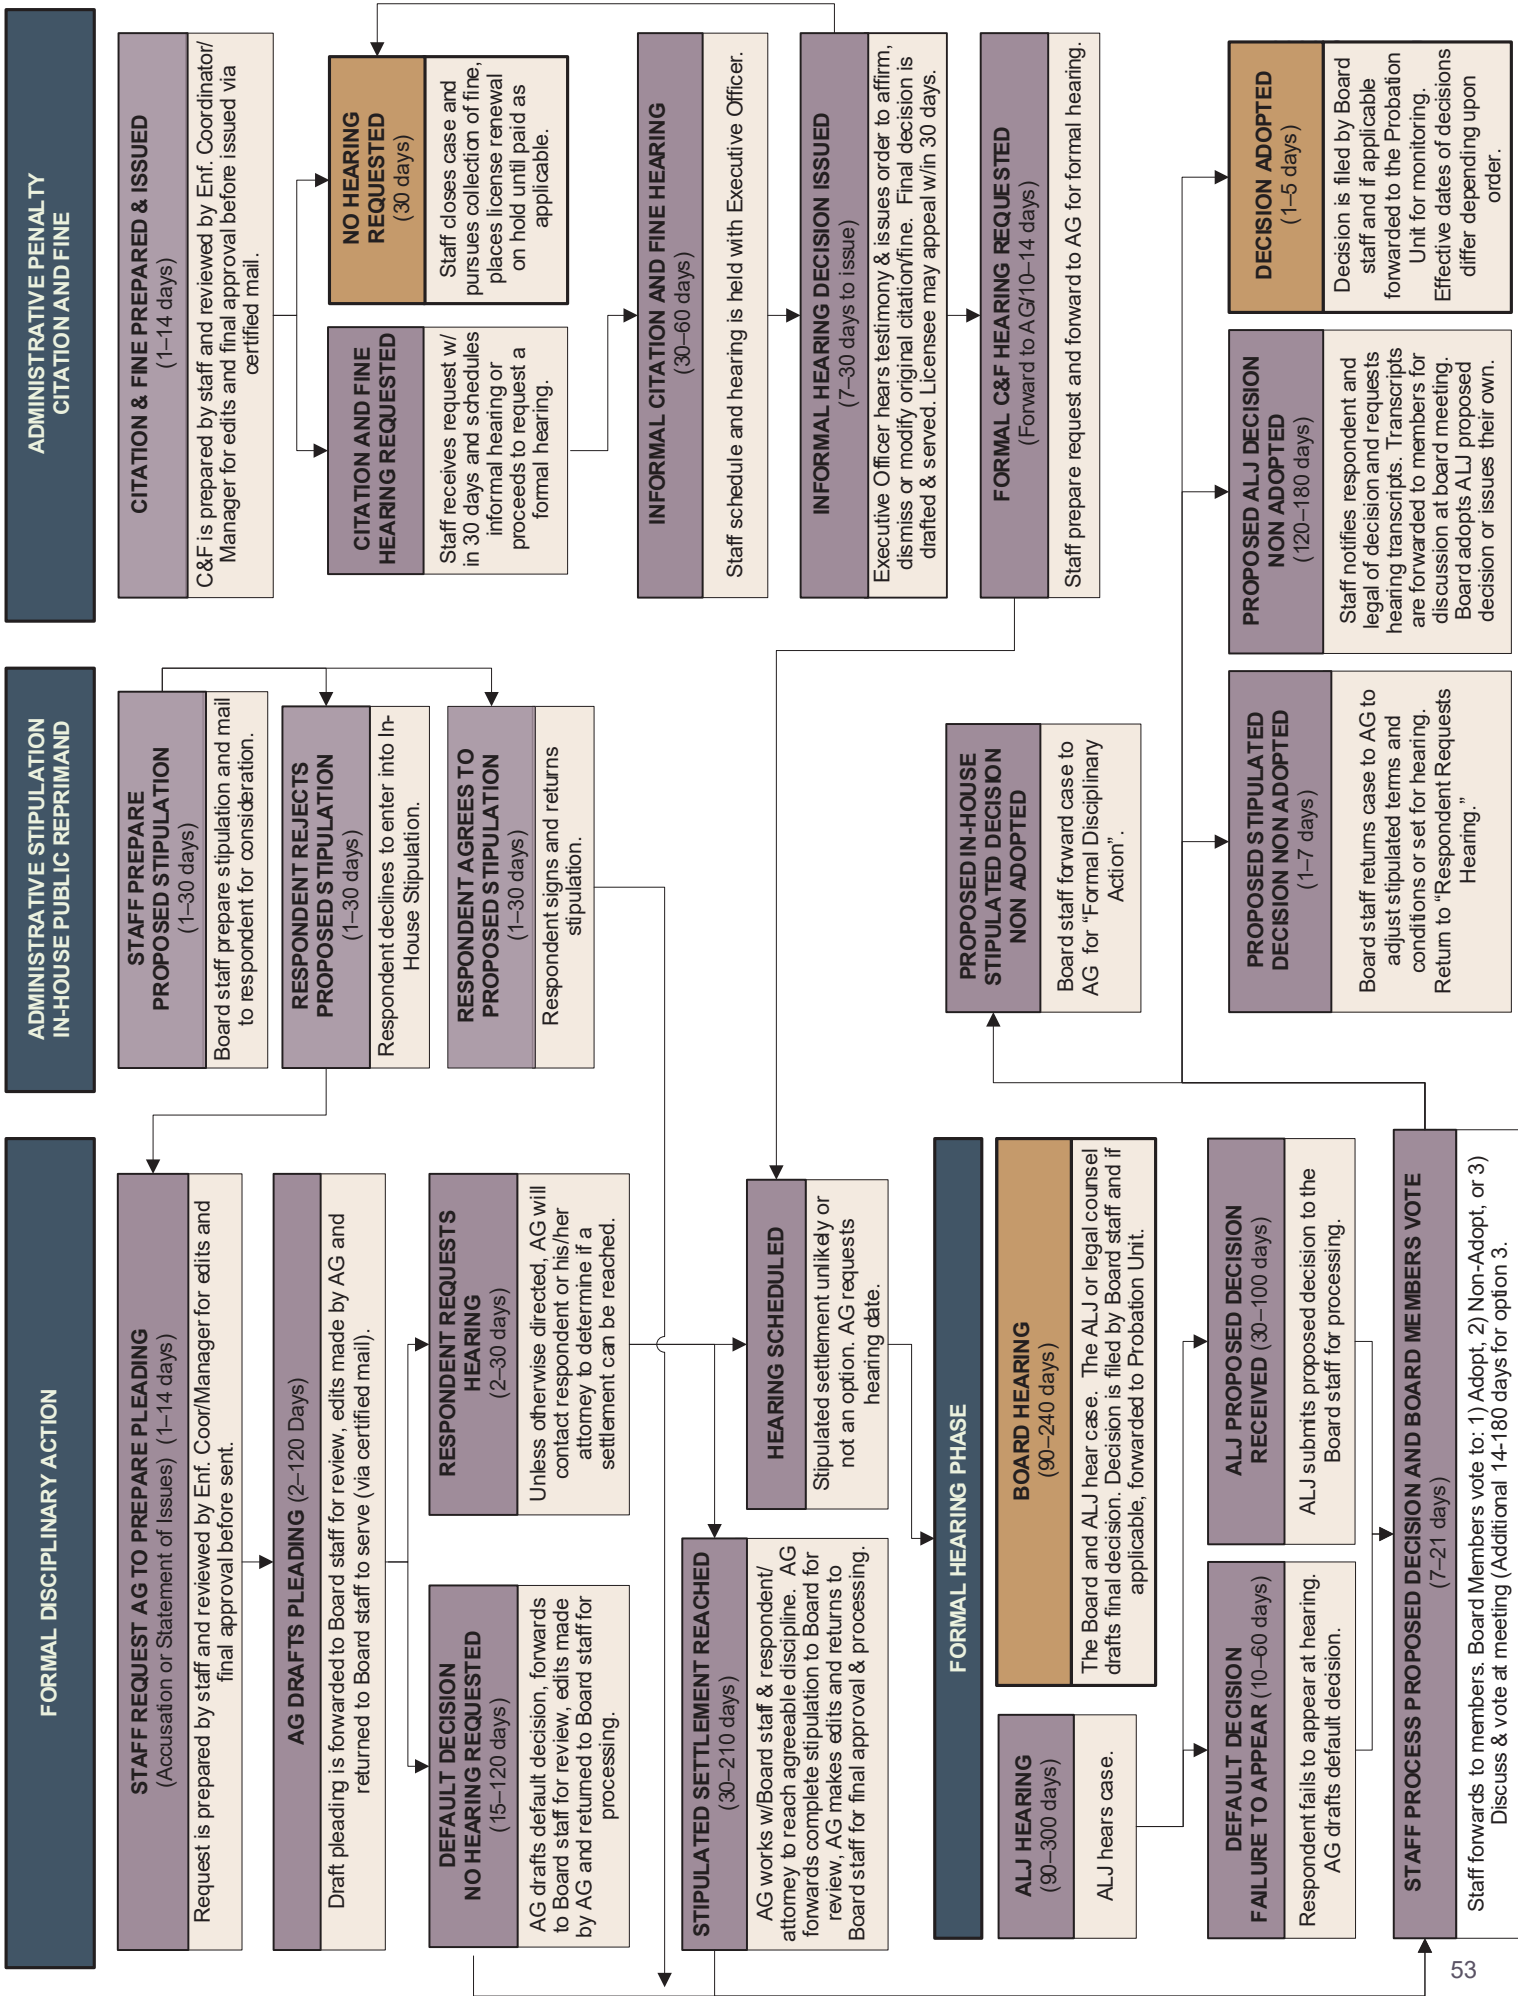 FORMAL DISCIPLINARY ACTION
STAFF REQUEST AG TO PREPARE PLEADING
(Accusation or Statement of Issues) (1–14 days)
Request is prepared by staff and reviewed by Enf. Coor/Manager for edits and
final approval before sent.
AG DRAFTS PLEADING (2–120 Days)
Draft pleading is forwarded to Board staff for review, edits made by AG and
returned to Board staff to serve (via certified mail).
DEFAULT DECISION
NO HEARING REQUESTED
(15–120 days)
AG drafts default decision, forwards
to Board staff for review, edits made
by AG and returned to Board staff for
processing.
RESPONDENT REQUESTS
HEARING
(2–30 days)
Unless otherwise directed, AG will
contact respondent or his/her
attorney to determine if a
settlement can be reached.
STIPULATED SETTLEMENT REACHED
(30–210 days)
AG works w/Board staff & respondent/
attorney to reach agreeable discipline. AG
forwards complete stipulation to Board for
review, AG makes edits and returns to
Board staff for final approval & processing.
HEARING SCHEDULED
Stipulated settlement unlikely or
not an option. AG requests
hearing date.
FORMAL HEARING PHASE
ALJ HEARING
(90–300 days)
ALJ hears case.
BOARD HEARING
(90–240 days)
The Board and ALJ hear case. The ALJ or legal counsel
drafts final decision. Decision is filed by Board staff and if
applicable, forwarded to Probation Unit.
DEFAULT DECISION
FAILURE TO APPEAR (10–60 days)
Respondent fails to appear at hearing.
AG drafts default decision.
ALJ PROPOSED DECISION
RECEIVED (30–100 days)
ALJ submits proposed decision to the
Board staff for processing.
STAFF PROCESS PROPOSED DECISION AND BOARD MEMBERS VOTE
(7–21 days)
Staff forwards to members. Board Members vote to: 1) Adopt, 2) Non-Adopt, or 3)
Discuss & vote at meeting (Additional 14-180 days for option 3.
ADMINISTRATIVE STIPULATION
IN-HOUSE PUBLIC REPRIMAND
STAFF PREPARE
PROPOSED STIPULATION
(1–30 days)
Board staff prepare stipulation and mail
to respondent for consideration.
RESPONDENT REJECTS
PROPOSED STIPULATION
(1–30 days)
Respondent declines to enter into In-
House Stipulation.
RESPONDENT AGREES TO
PROPOSED STIPULATION
(1–30 days)
Respondent signs and returns
stipulation.
PROPOSED IN-HOUSE
STIPULATED DECISION
NON ADOPTED
Board staff forward case to
AG for “Formal Disciplinary
Action”.
PROPOSED STIPULATED
DECISION NON ADOPTED
(1–7 days)
Board staff returns case to AG to
adjust stipulated terms and
conditions or set for hearing.
Return to “Respondent Requests
Hearing.”
ADMINISTRATIVE PENALTY
CITATION AND FINE
CITATION & FINE PREPARED & ISSUED
(1–14 days)
C&F is prepared by staff and reviewed by Enf. Coordinator/
Manager for edits and final approval before issued via
certified mail.
CITATION AND FINE
HEARING REQUESTED
Staff receives request w/
in 30 days and schedules
informal hearing or
proceeds to request a
formal hearing.
NO HEARING
REQUESTED
(30 days)
Staff closes case and
pursues collection of fine,
places license renewal
on hold until paid as
applicable.
INFORMAL CITATION AND FINE HEARING
(30–60 days)
Staff schedule and hearing is held with Executive Officer.
INFORMAL HEARING DECISION ISSUED
(7–30 days to issue)
Executive Officer hears testimony & issues order to affirm,
dismiss or modify original citation/fine. Final decision is
drafted & served. Licensee may appeal w/in 30 days.
FORMAL C&F HEARING REQUESTED
(Forward to AG/10–14 days)
Staff prepare request and forward to AG for formal hearing.
PROPOSED ALJ DECISION
NON ADOPTED
(120–180 days)
Staff notifies respondent and
legal of decision and requests
hearing transcripts. Transcripts
are forwarded to members for
discussion at board meeting.
Board adopts ALJ proposed
decision or issues their own.
DECISION ADOPTED
(1–5 days)
Decision is filed by Board
staff and if applicable
forwarded to the Probation
Unit for monitoring.
Effective dates of decisions
differ depending upon
order.
53